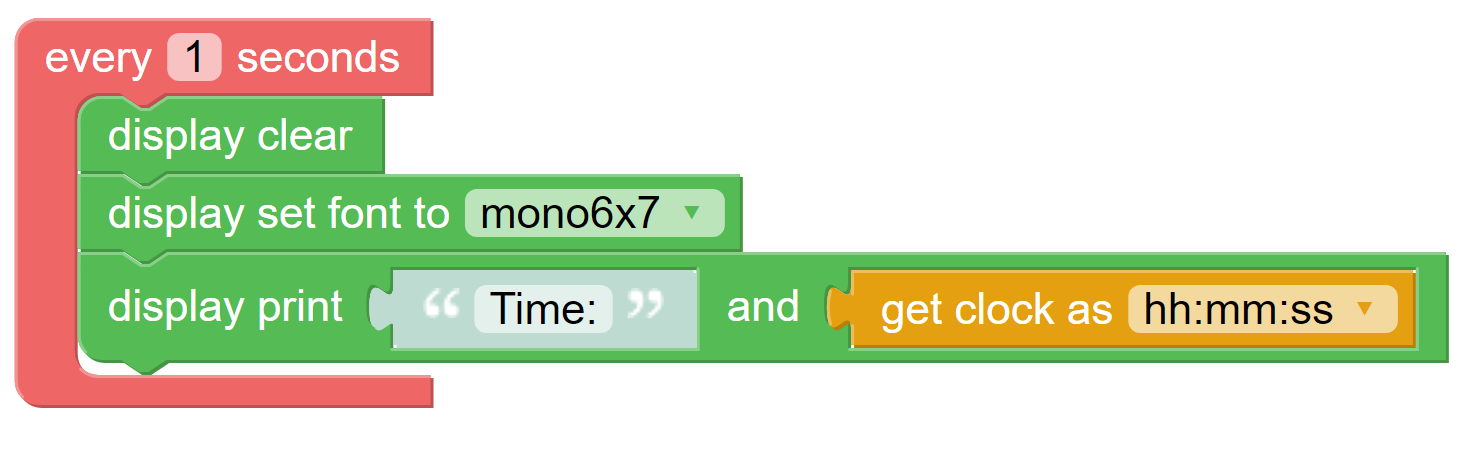 every 1 seconds
display clear
display set font to mono6x7 ▼
display print “ Time: ” and get clock as hh:mm:ss ▼